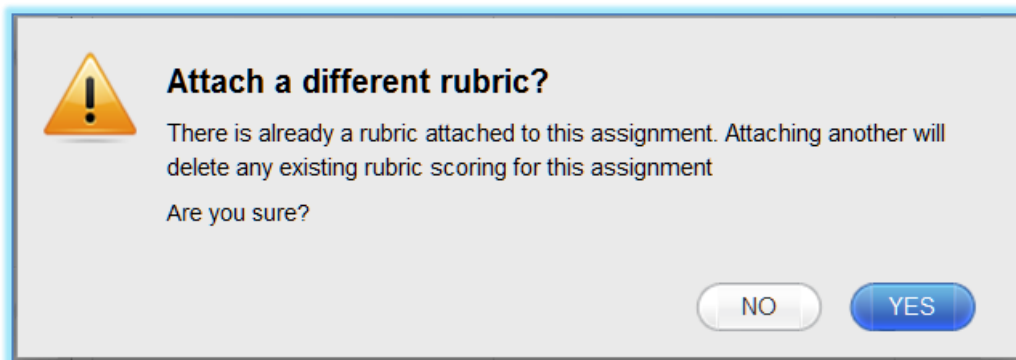 Attach a different rubric?
There is already a rubric attached to this assignment. Attaching another will
delete any existing rubric scoring for this assignment
Are you sure?
NO YES